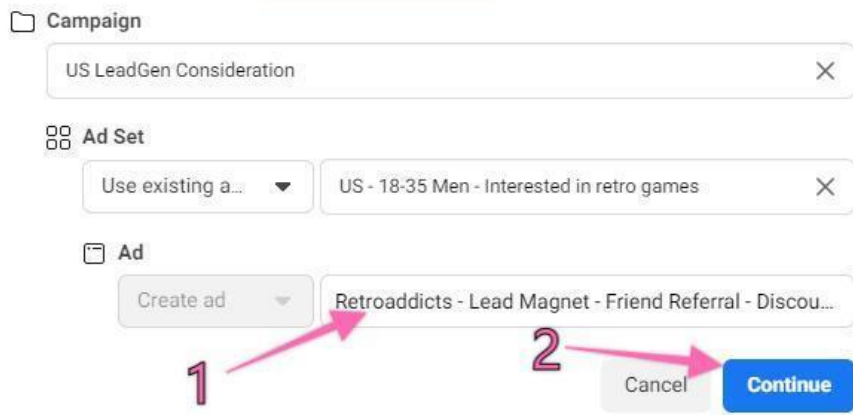 Campaign
US LeadGen Consideration
Ad Set
Use existing a... US - 18-35 Men - Interested in retro games
Ad
Create ad Retroaddicts - Lead Magnet - Friend Referral - Discou...
1 2
Cancel Continue